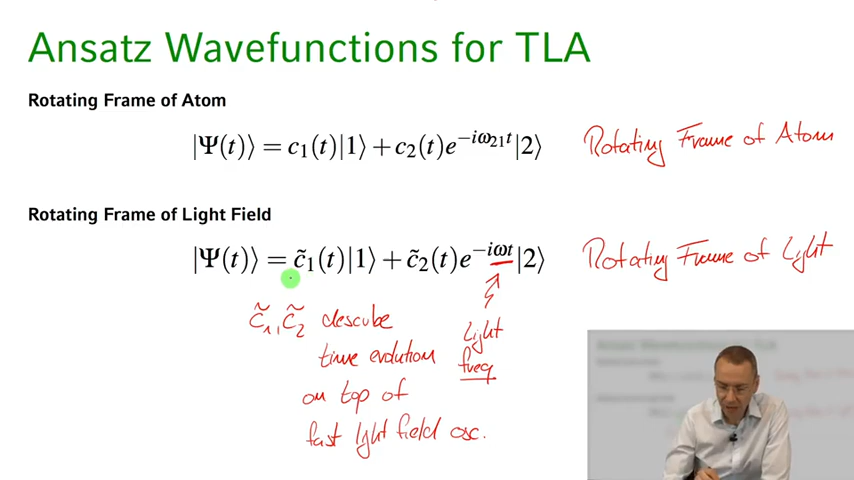 Ansatz Wavefunctions for TLA
Rotating Frame of Atom
|Ψ(t)⟩ = c₁(t)|1⟩ + c₂(t)e^{−iω₂₁t}|2⟩ Rotating Frame of Atom
Rotating Frame of Light Field
|Ψ(t)⟩ = c̃₁(t)|1⟩ + c̃₂(t)e^{−iωt}|2⟩ Rotating Frame of Light
c̃₁, c̃₂ describe
time evolution
on top of
fast light field osc.
Light
freq